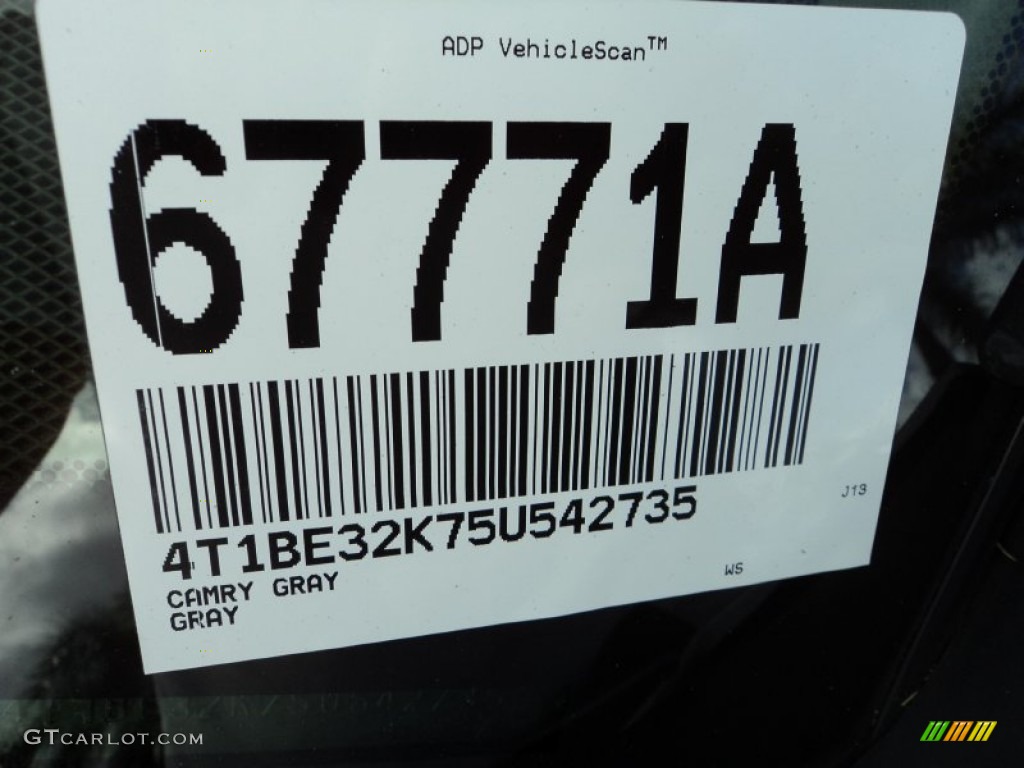 ADP VehicleScan™
67771A
4T1BE32K75U542735
J13
CAMRY GRAY
WS
GRAY
GTCARLOT.COM